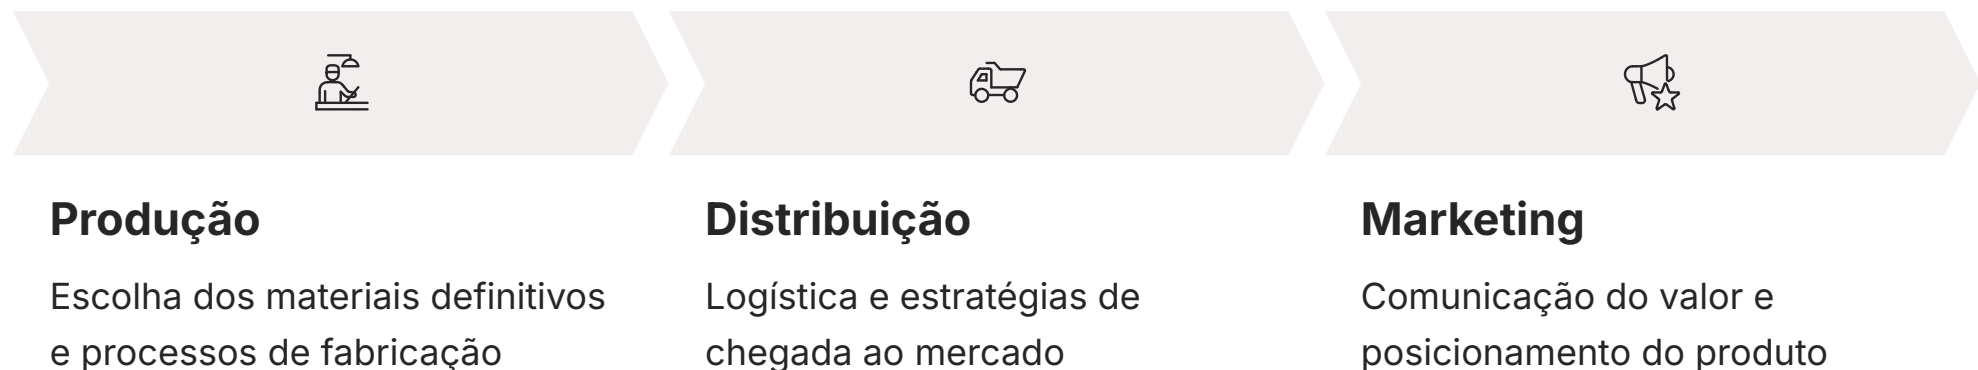 Produção
Escolha dos materiais definitivos
e processos de fabricação
Distribuição
Logística e estratégias de
chegada ao mercado
Marketing
Comunicação do valor e
posicionamento do produto